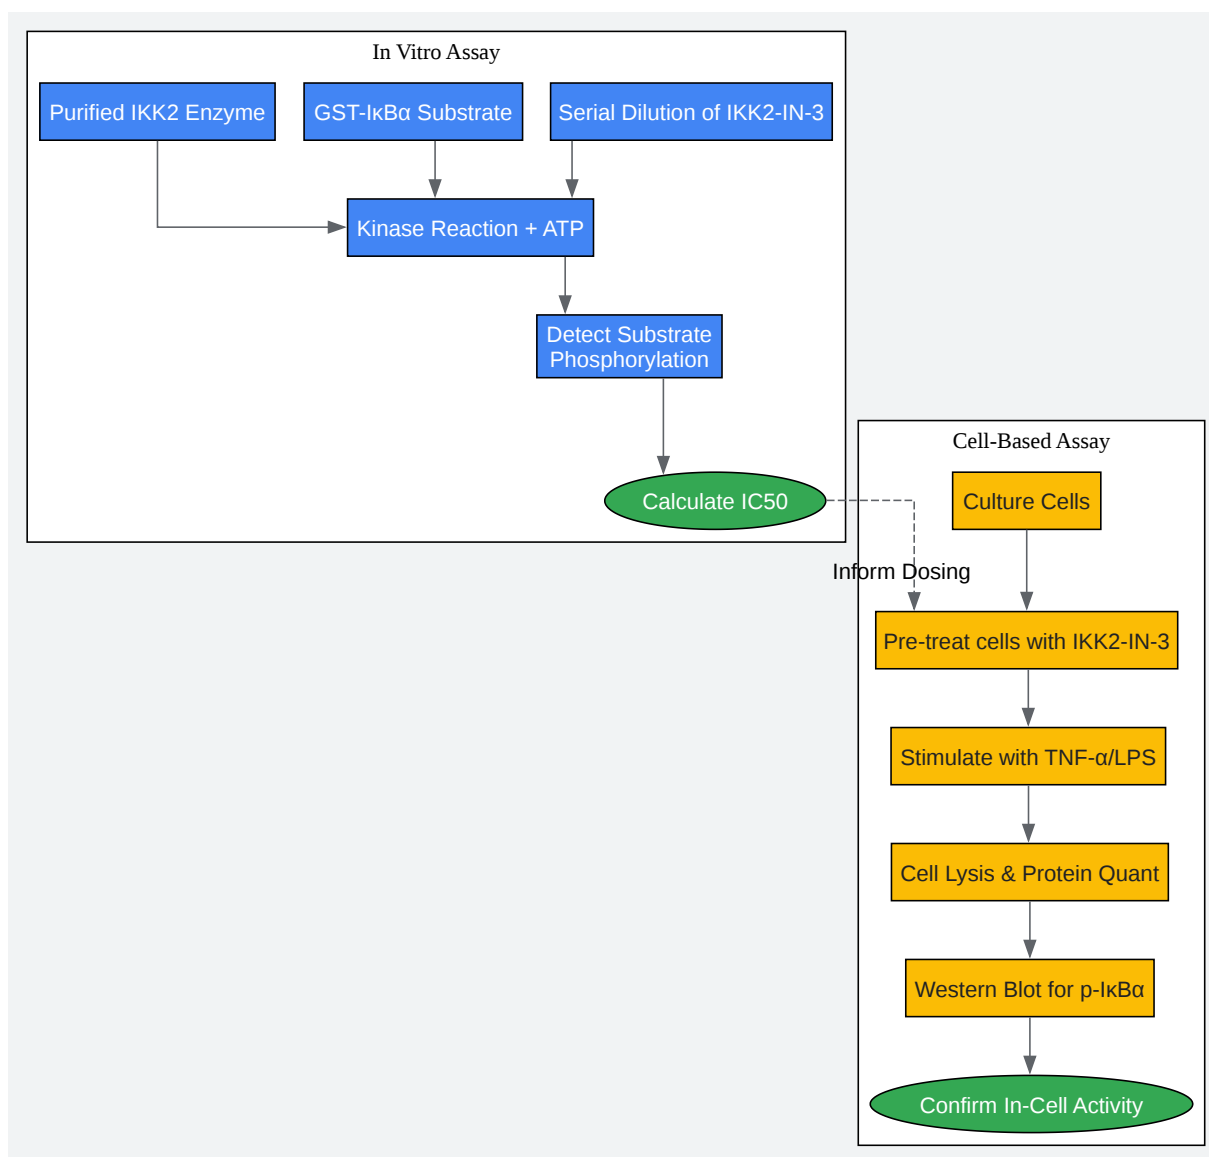 In Vitro Assay
Purified IKK2 Enzyme
GST-IκBα Substrate
Serial Dilution of IKK2-IN-3
Kinase Reaction + ATP
Detect Substrate
Phosphorylation
Calculate IC50
Inform Dosing
Cell-Based Assay
Culture Cells
Pre-treat cells with IKK2-IN-3
Stimulate with TNF-α/LPS
Cell Lysis & Protein Quant
Western Blot for p-IκBα
Confirm In-Cell Activity